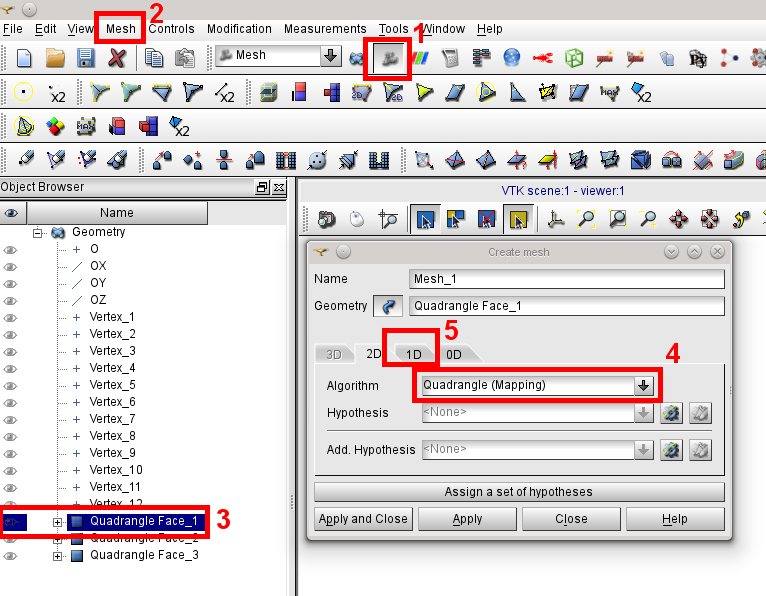 2
File Edit View Mesh Controls Modification Measurements Tools Window Help
1
Mesh
x2 2D x2
MAX x2
Object Browser
VTK scene:1 - viewer:1
Name
Geometry
O
OX
OY
OZ
Vertex_1
Vertex_2
Vertex_3
Vertex_4
Vertex_5
Vertex_6
Vertex_7
Vertex_8
Vertex_9
Vertex_10
Vertex_11
Vertex_12
Quadrangle Face_1
3
Quadrangle Face_2
Quadrangle Face_3
Create mesh
Name Mesh_1
Geometry Quadrangle Face_1
5
3D 2D 1D 0D
4
Algorithm Quadrangle (Mapping)
Hypothesis <None>
Add. Hypothesis <None>
Assign a set of hypotheses
Apply and Close Apply Close Help